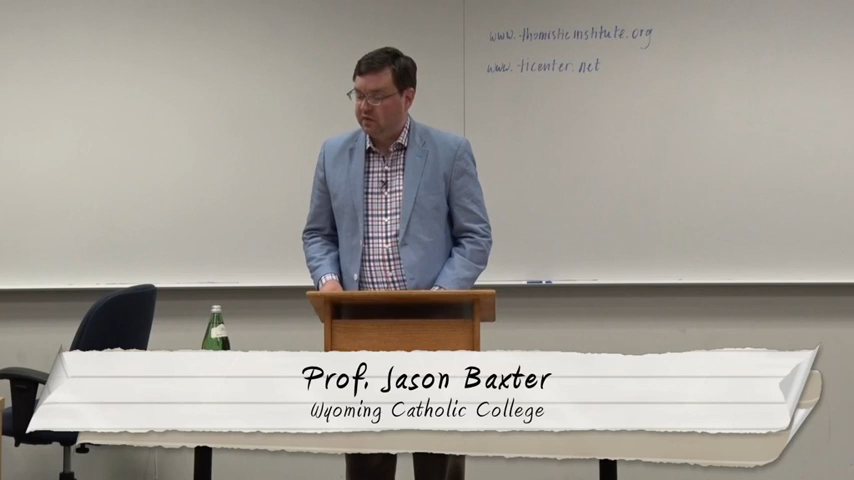 www.thomisticinstitute.org
www.ticenter.net
Prof. Jason Baxter
Wyoming Catholic College